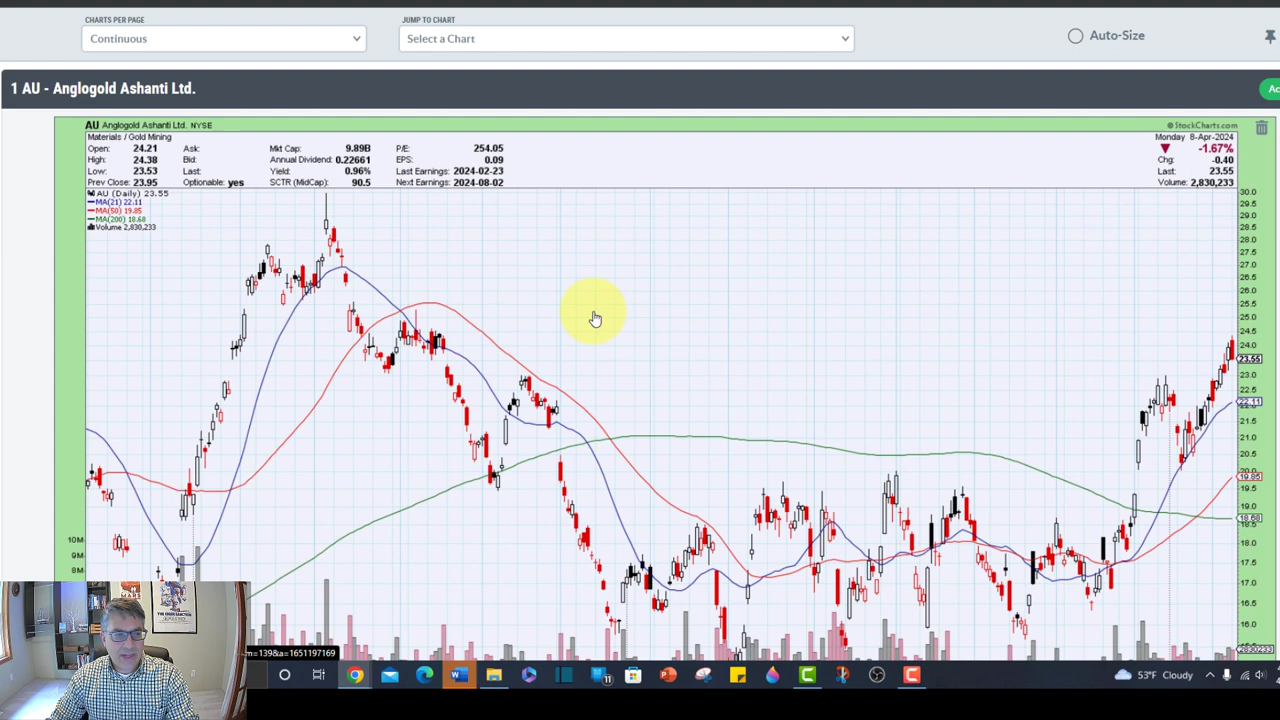 CHARTS PER PAGE
JUMP TO CHART
Continuous
Select a Chart
Auto-Size
1 AU - Anglogold Ashanti Ltd.
AU Anglogold Ashanti Ltd. NYSE
© StockCharts.com
Materials / Gold Mining
Monday 8-Apr-2024
Open: 24.21 Ask: Mkt Cap: 9.89B P/E: 254.05
-1.67%
High: 24.38 Bid: Annual Dividend: 0.22661 EPS: 0.09
Chg: -0.40
Low: 23.53 Last: Yield: 0.96% Last Earnings: 2024-02-23
Last: 23.55
Prev Close: 23.95 Optionable: yes SCTR (MidCap): 90.5 Next Earnings: 2024-08-02
Volume: 2,830,233
AU (Daily) 23.55
MA(21) 22.11
MA(50) 19.85
MA(200) 18.68
Volume 2,830,233
30.0
29.5
29.0
28.5
28.0
27.5
27.0
26.5
26.0
25.5
25.0
24.5
24.0
23.55
23.0
22.5
22.11
21.5
21.0
20.5
20.0
19.85
19.5
19.0
18.68
18.0
17.5
17.0
16.5
16.0
2830233
10M
9M
8M
m=139&a=1651197169
11
53°F Cloudy